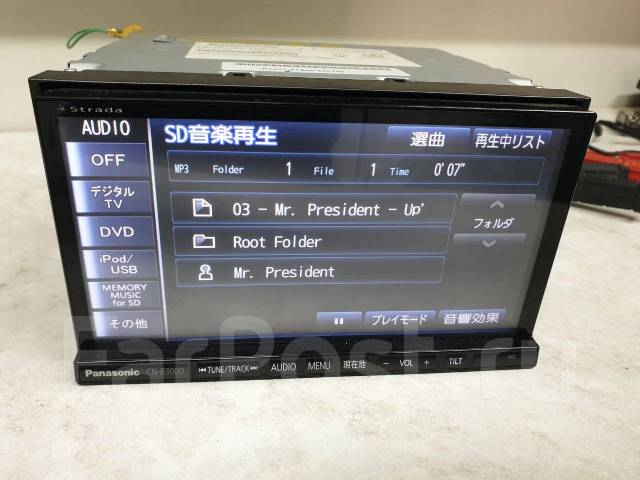 Strada
AUDIO
SD音楽再生
選曲
再生中リスト
OFF
MP3 Folder 1 File 1 Time 0'07"
デジタル
TV
03 - Mr. President - Up'
フォルダ
DVD
Root Folder
iPod/
USB
Mr. President
MEMORY
MUSIC
for SD
その他
プレイモード
音響効果
Panasonic CN-R300D TUNE/TRACK AUDIO MENU 現在地 - VOL + TILT
FarPost.ru